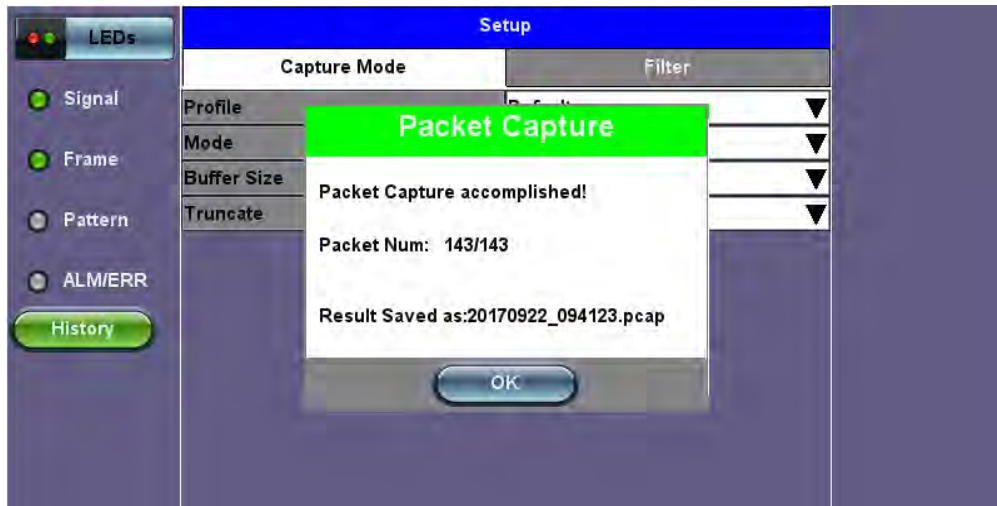 LEDs
Signal
Frame
Pattern
ALM/ERR
History
Setup
Capture Mode
Filter
Profile
Mode
Buffer Size
Truncate
Packet Capture
Packet Capture accomplished!
Packet Num: 143/143
Result Saved as:20170922_094123.pcap
OK